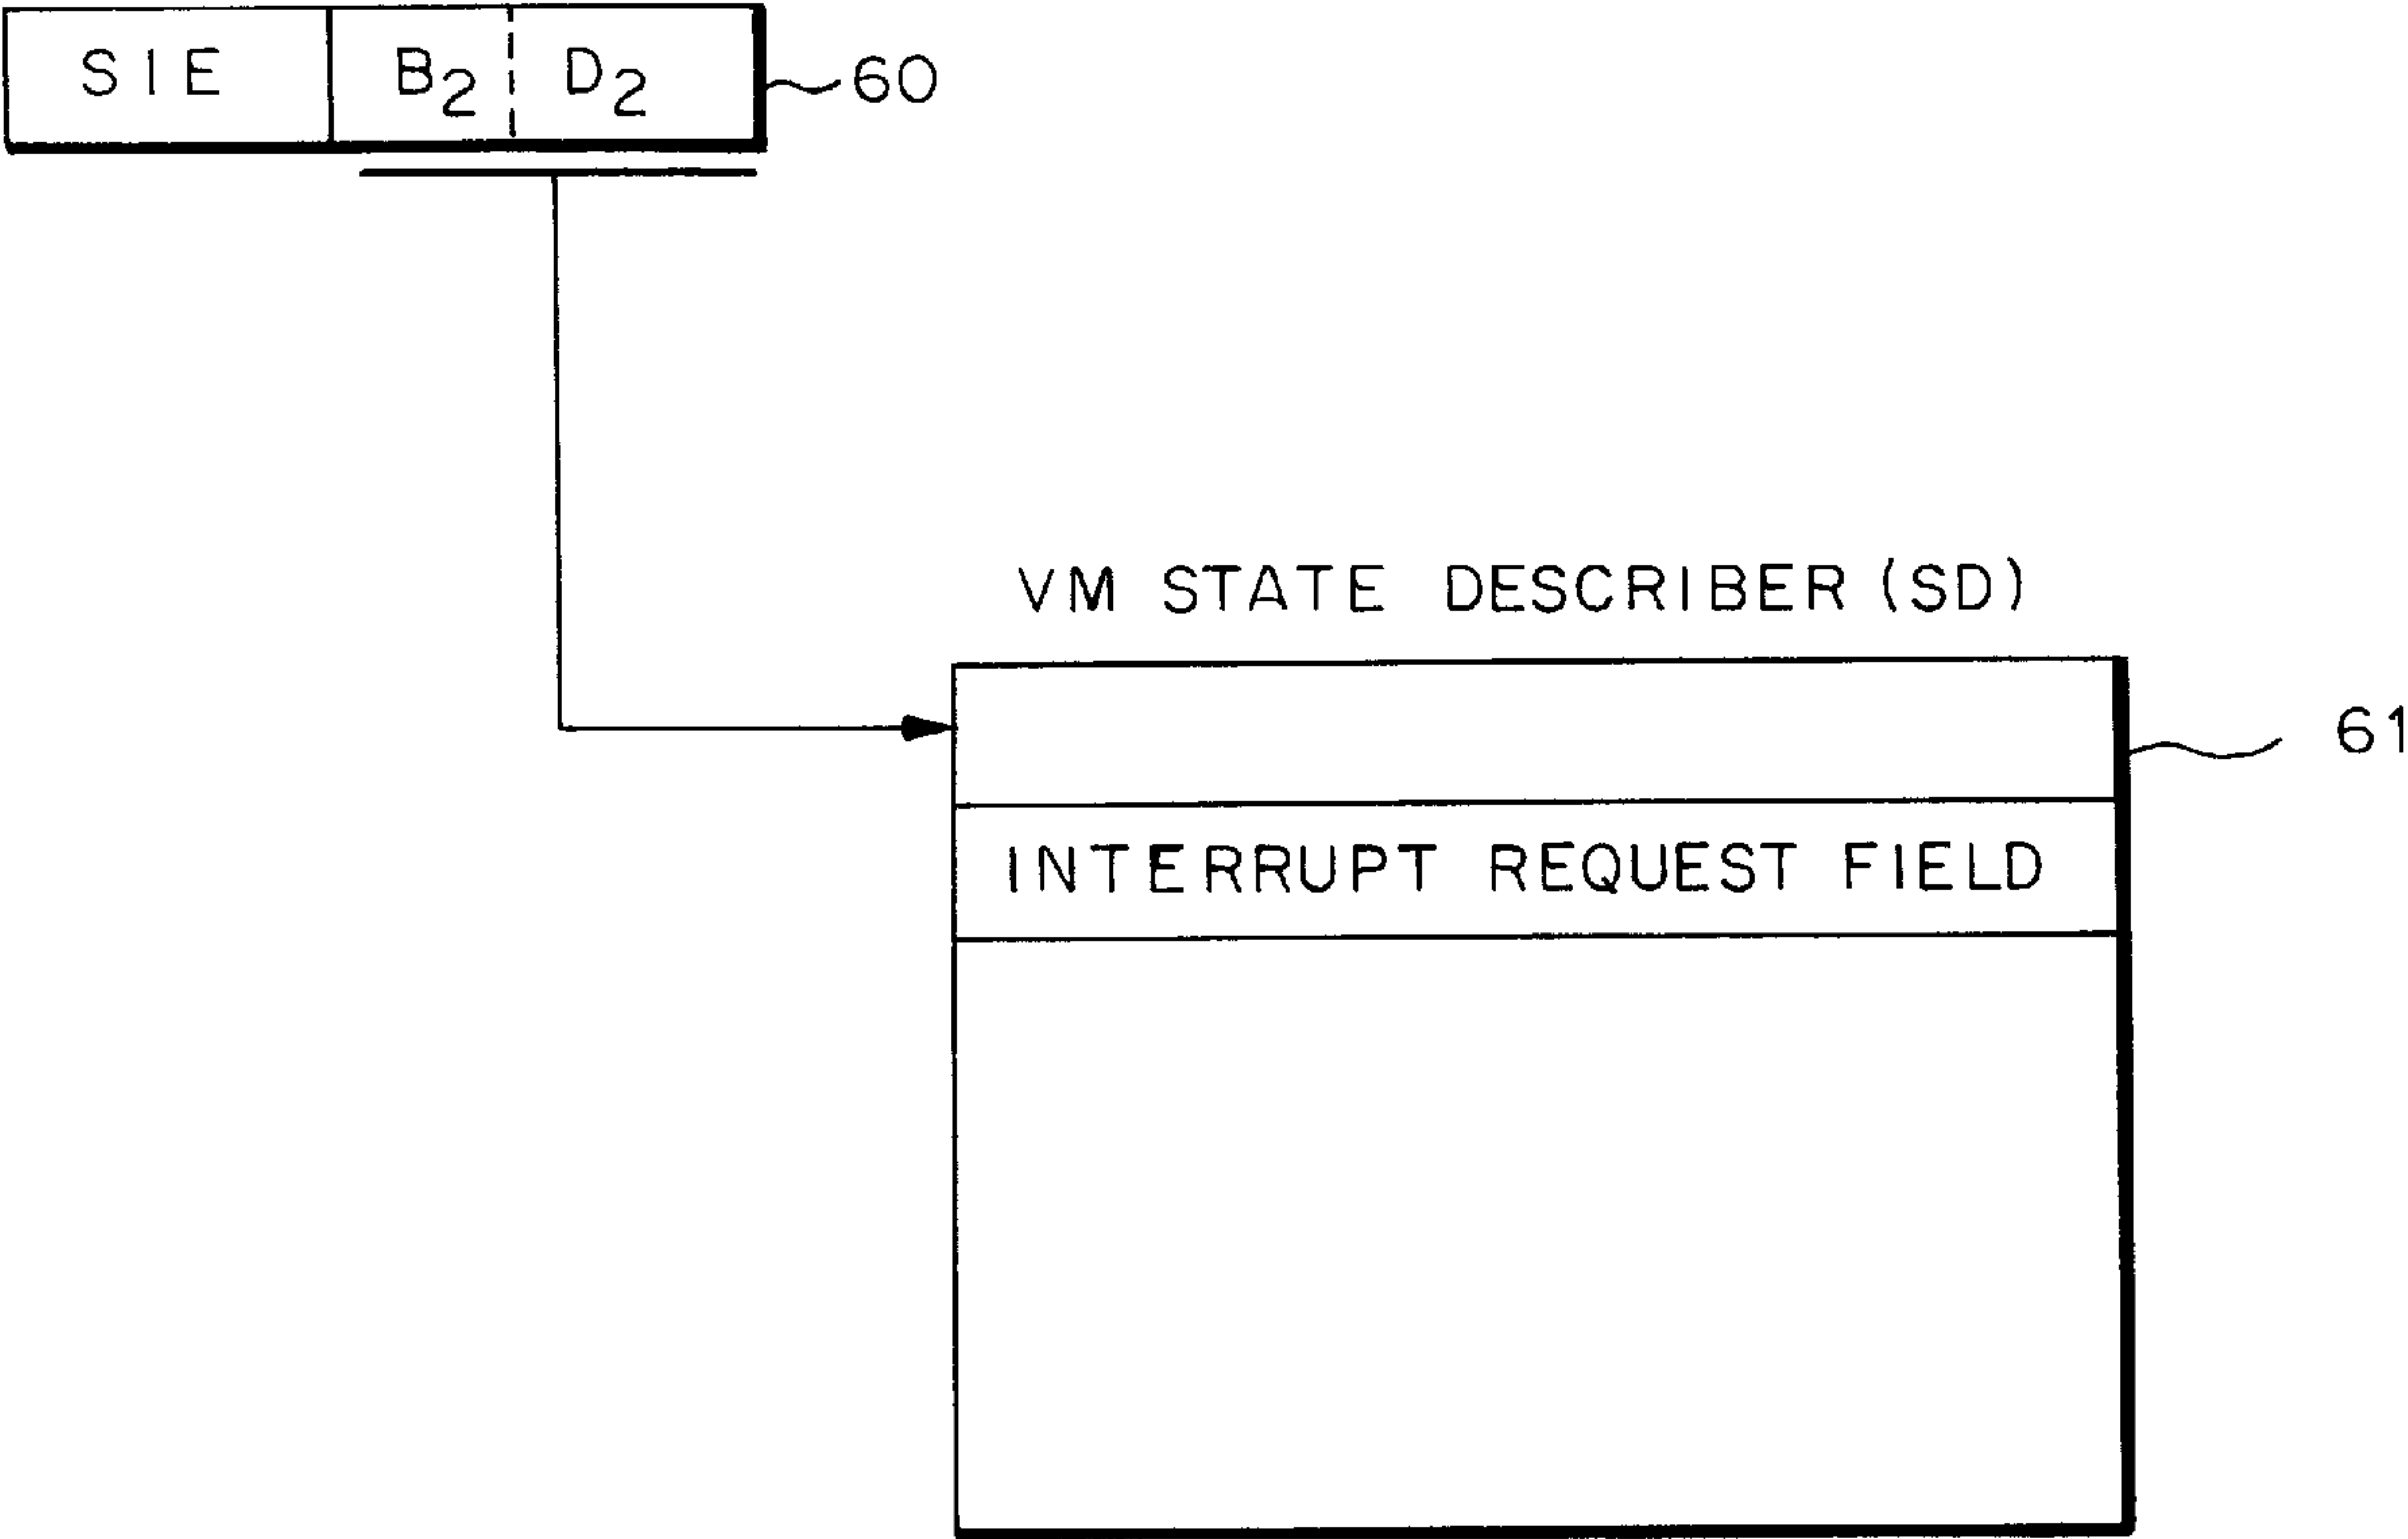 SIE B₂ D₂ 60
VM STATE DESCRIBER (SD)
61
INTERRUPT REQUEST FIELD